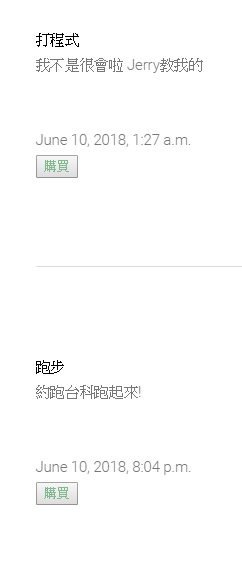 打程式
我不是很會啦 Jerry教我的
June 10, 2018, 1:27 a.m.
購買
跑步
約跑台科跑起來!
June 10, 2018, 8:04 p.m.
購買